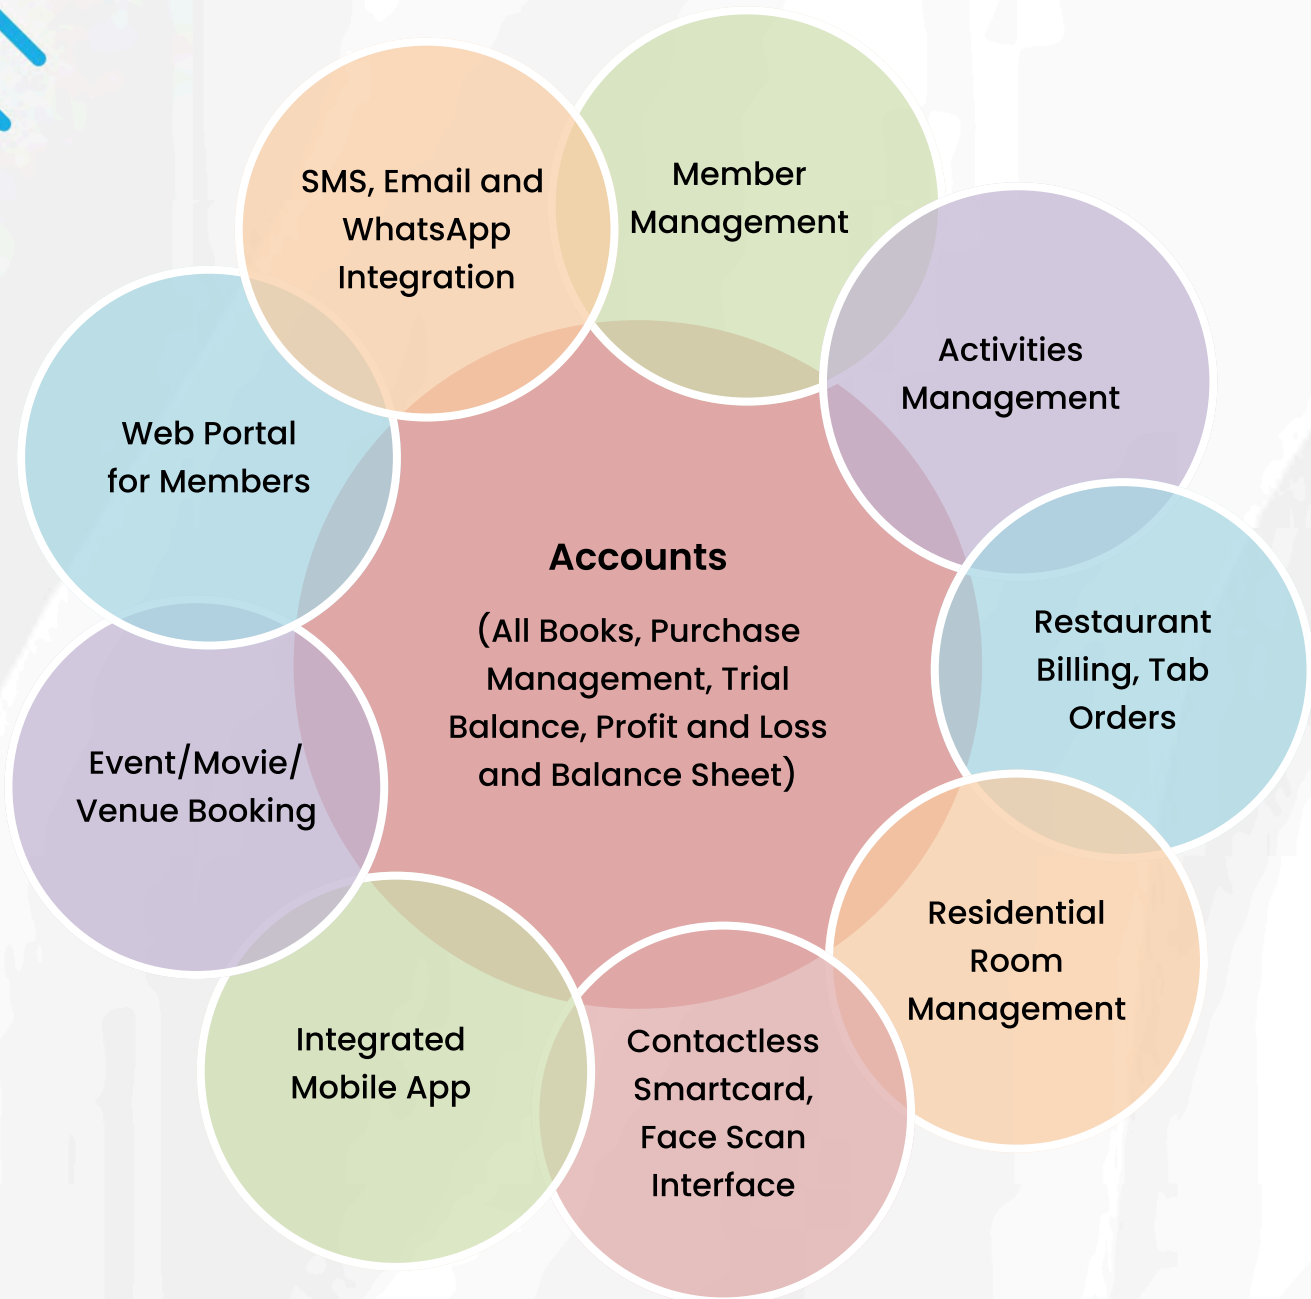 SMS, Email and
WhatsApp
Integration
Member
Management
Activities
Management
Web Portal
for Members
Accounts
(All Books, Purchase
Management, Trial
Balance, Profit and Loss
and Balance Sheet)
Restaurant
Billing, Tab
Orders
Event/Movie/
Venue Booking
Residential
Room
Management
Integrated
Mobile App
Contactless
Smartcard,
Face Scan
Interface